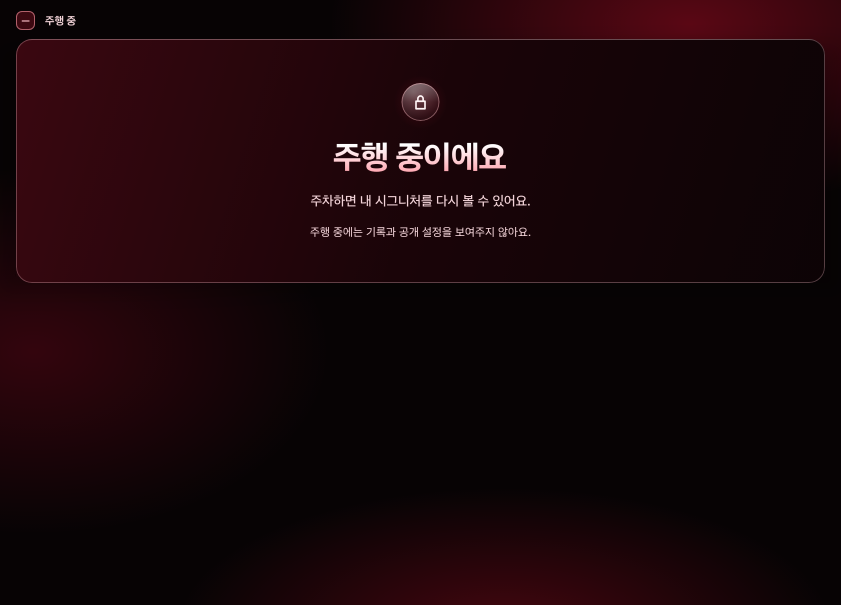 주행 중
주행 중이에요
주차하면 내 시그니처를 다시 볼 수 있어요.
주행 중에는 기록과 공개 설정을 보여주지 않아요.